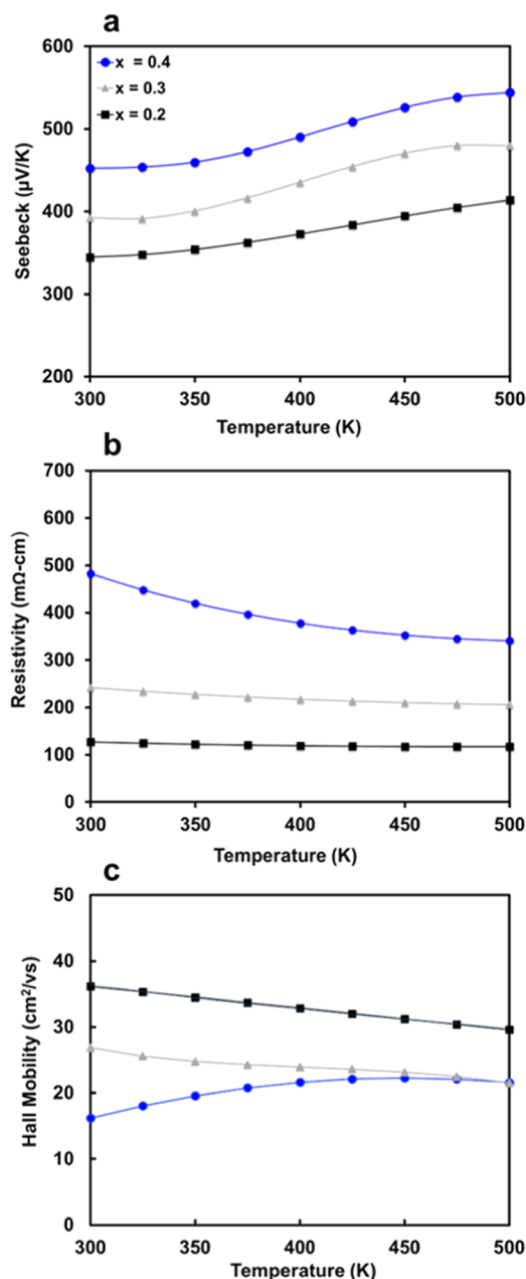 a
600
500
400
300
200
Seebeck (µV/K)
x = 0.4
x = 0.3
x = 0.2
300 350 400 450 500
Temperature (K)
b
700
600
500
400
300
200
100
0
Resistivity (mΩ-cm)
300 350 400 450 500
Temperature (K)
c
50
40
30
20
10
0
Hall Mobility (cm²/vs)
300 350 400 450 500
Temperature (K)